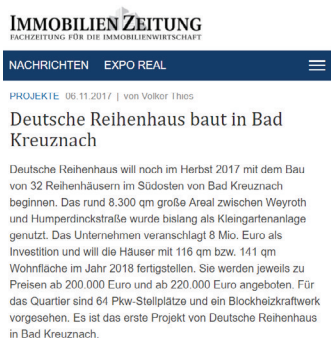 IMMOBILIEN ZEITUNG
FACHZEITUNG FÜR DIE IMMOBILIENWIRTSCHAFT
NACHRICHTEN EXPO REAL
PROJEKTE 06.11.2017 | von Volker Thies
Deutsche Reihenhaus baut in Bad
Kreuznach
Deutsche Reihenhaus will noch im Herbst 2017 mit dem Bau
von 32 Reihenhäusern im Südosten von Bad Kreuznach
beginnen. Das rund 8.300 qm große Areal zwischen Weyroth
und Humperdinckstraße wurde bislang als Kleingartenanlage
genutzt. Das Unternehmen veranschlagt 8 Mio. Euro als
Investition und will die Häuser mit 116 qm bzw. 141 qm
Wohnfläche im Jahr 2018 fertigstellen. Sie werden jeweils zu
Preisen ab 200.000 Euro und ab 220.000 Euro angeboten. Für
das Quartier sind 64 Pkw-Stellplätze und ein Blockheizkraftwerk
vorgesehen. Es ist das erste Projekt von Deutsche Reihenhaus
in Bad Kreuznach.